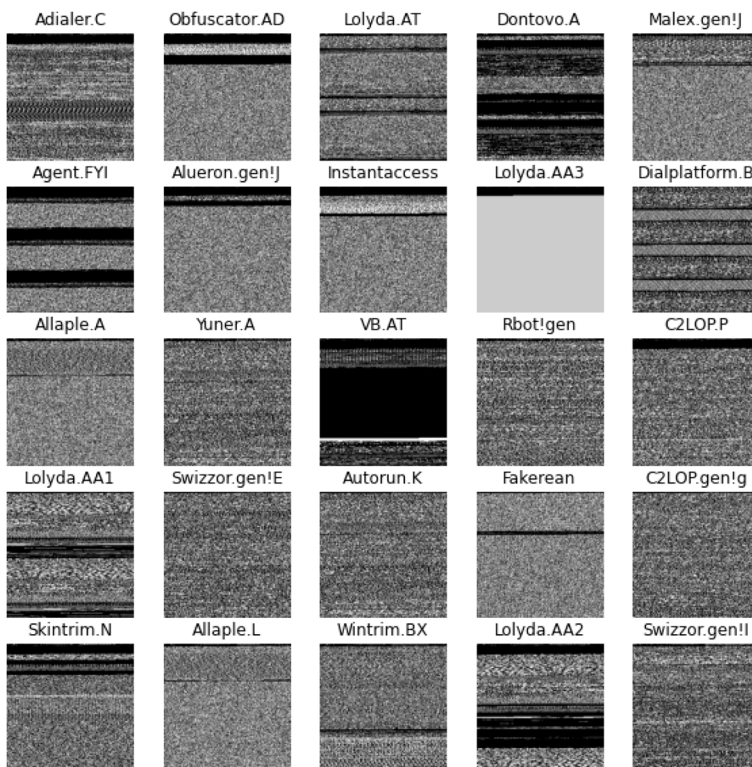 Adialer.C Obfuscator.AD Lolyda.AT Dontovo.A Malex.gen!J
Agent.FYI Alueron.gen!J Instantaccess Lolyda.AA3 Dialplatform.B
Allaple.A Yuner.A VB.AT Rbot!gen C2LOP.P
Lolyda.AA1 Swizzor.gen!E Autorun.K Fakerean C2LOP.gen!g
Skintrim.N Allaple.L Wintrim.BX Lolyda.AA2 Swizzor.gen!I